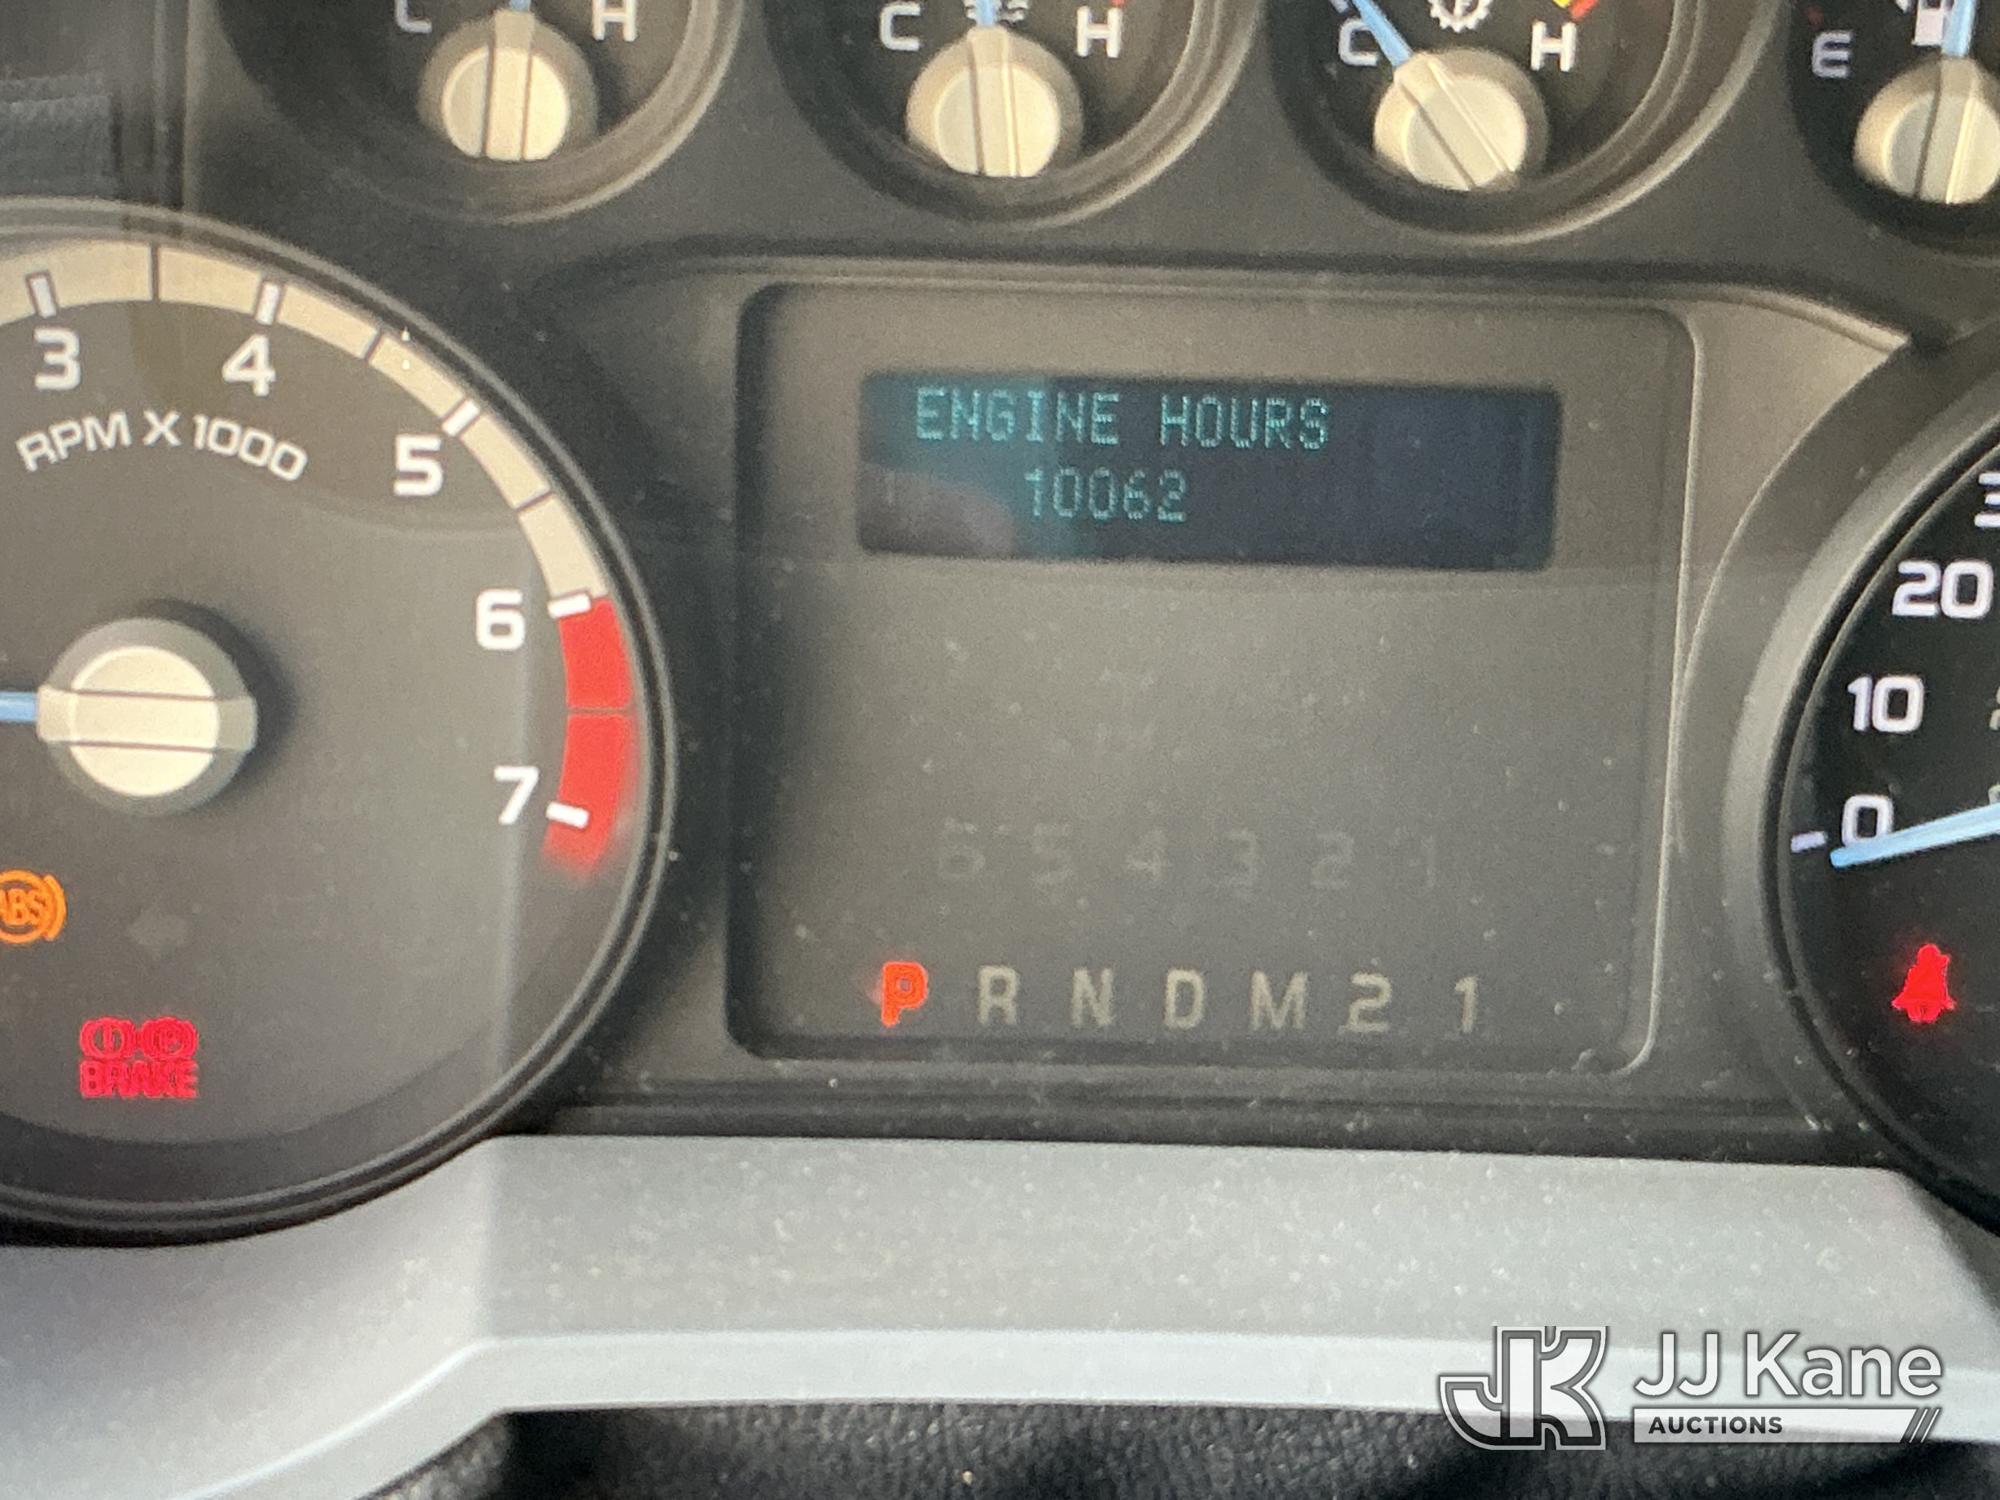 L H
C H
C H
E
3 4 5 6 7
RPM X 1000
ENGINE HOURS
10062
20
10
0
6 5 4 3 2 1
P R N D M 2 1
ABS
BRAKE
JK JJ Kane
AUCTIONS